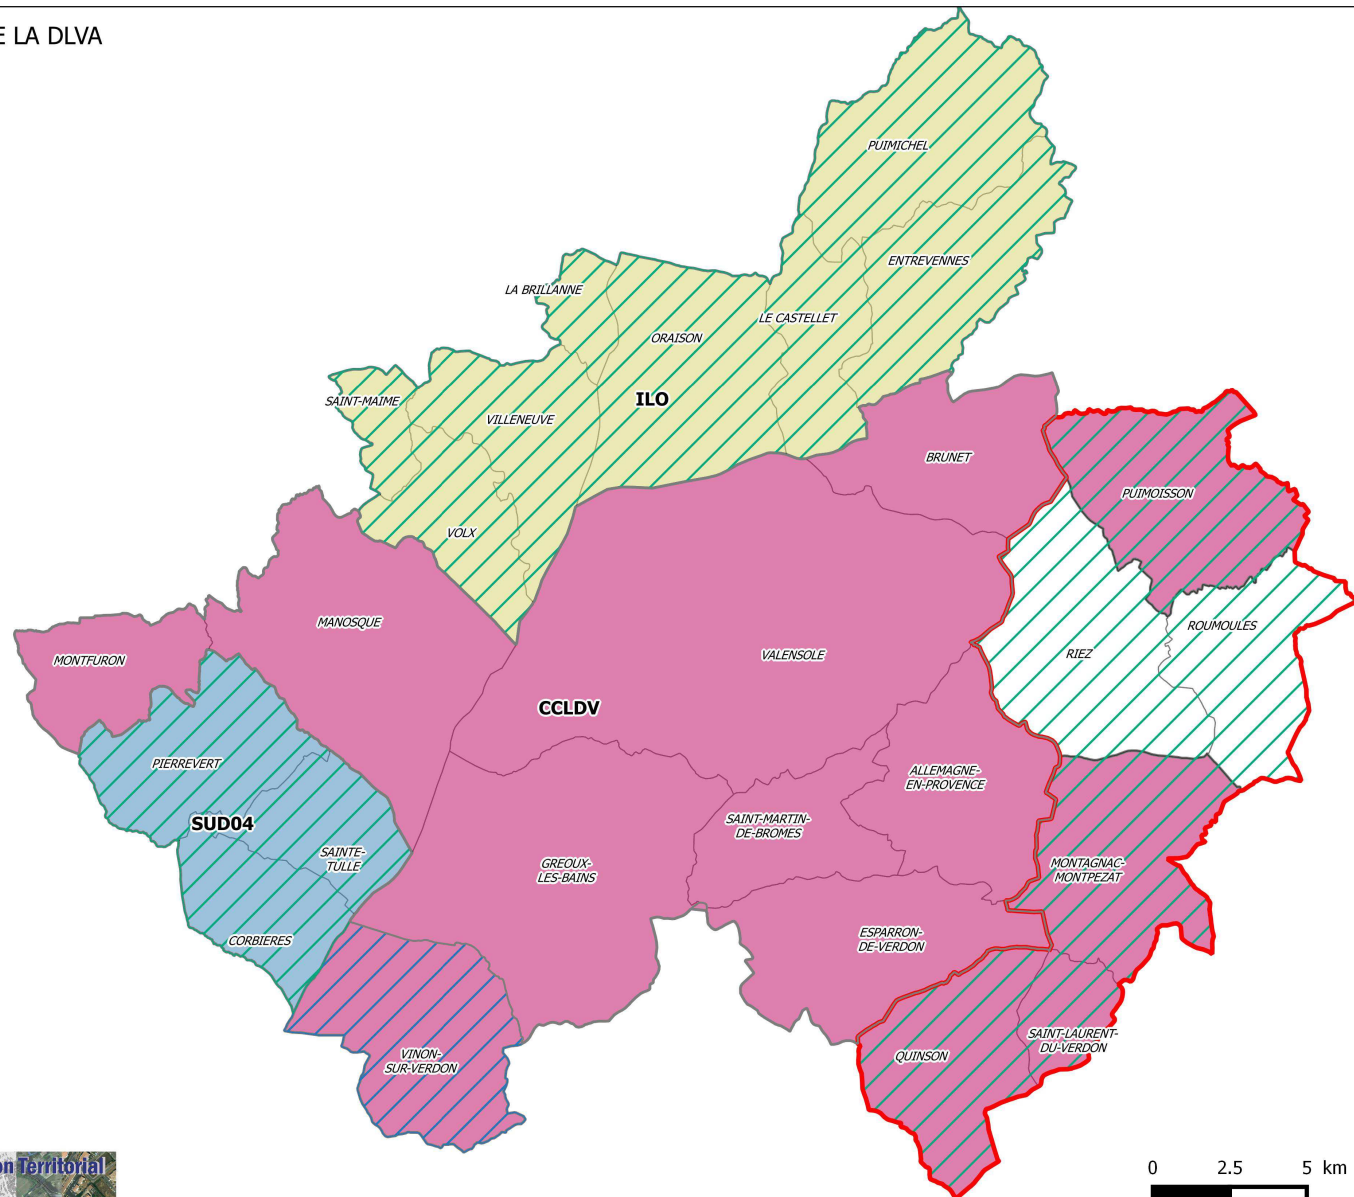 E LA DLVA
PUIMICHEL
ENTREVENNES
LA BRILLANNE
LE CASTELLET
ORAISON
SAINT-MAIME
ILO
VILLENEUVE
BRUNET
PUIMOISSON
VOLX
MANOSQUE
ROUMOULES
MONTFURON
VALENSOLE
RIEZ
CCLDV
PIERREVERT
ALLEMAGNE-
EN-PROVENCE
SUD04
SAINT-MARTIN-
DE-BROMES
SAINTE-
TULLE
GREOUX-
LES-BAINS
MONTAGNAC-
MONTPEZAT
CORBIERES
ESPARRON-
DE-VERDON
VINON-
SUR-VERDON
QUINSON
SAINT-LAURENT-
DU-VERDON
on Territorial
0 2.5 5 km